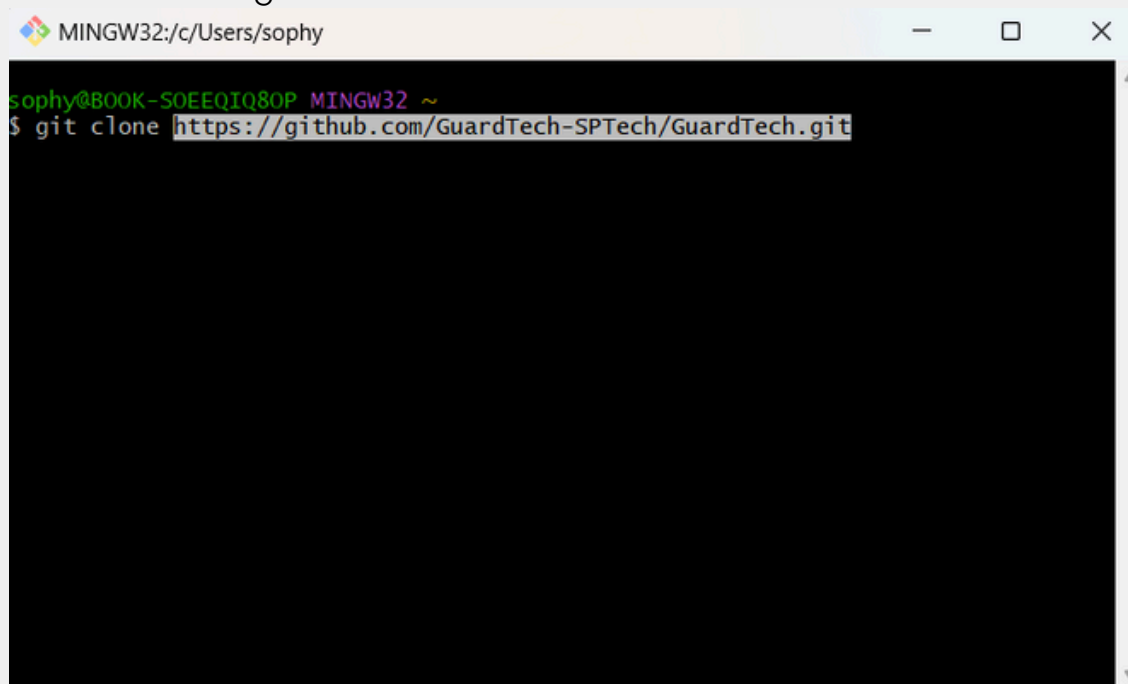 MINGW32:/c/Users/sophy
sophy@BOOK-SOEEQIQ8OP MINGW32 ~
$ git clone https://github.com/GuardTech-SPTech/GuardTech.git